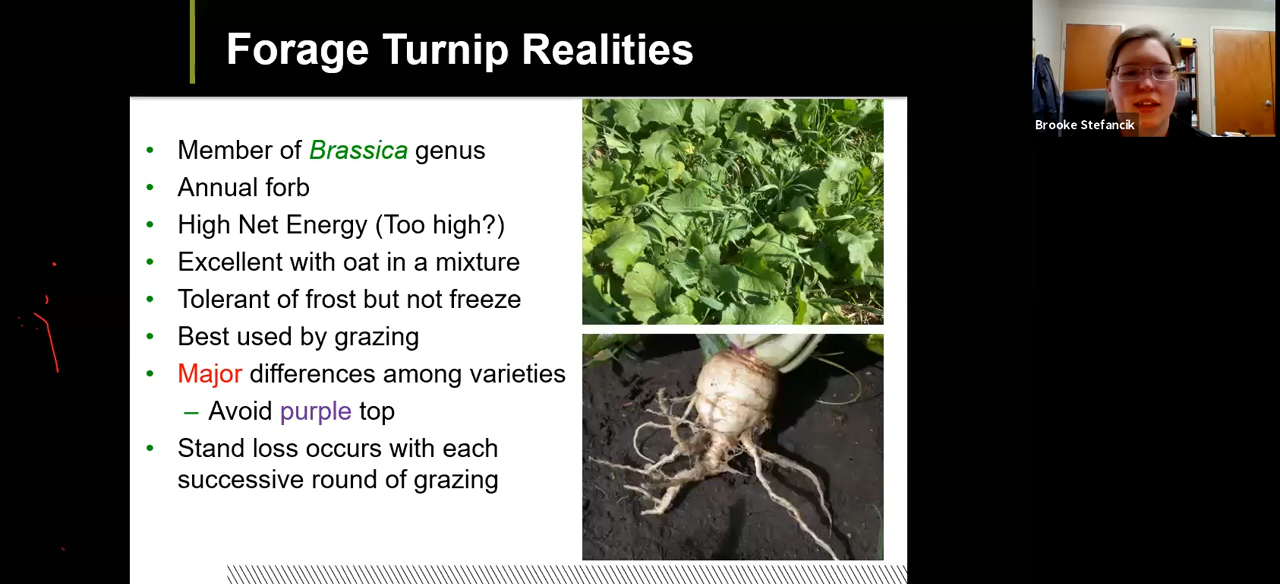 Forage Turnip Realities
Brooke Stefancik
• Member of Brassica genus
• Annual forb
• High Net Energy (Too high?)
• Excellent with oat in a mixture
• Tolerant of frost but not freeze
• Best used by grazing
• Major differences among varieties
– Avoid purple top
• Stand loss occurs with each
successive round of grazing